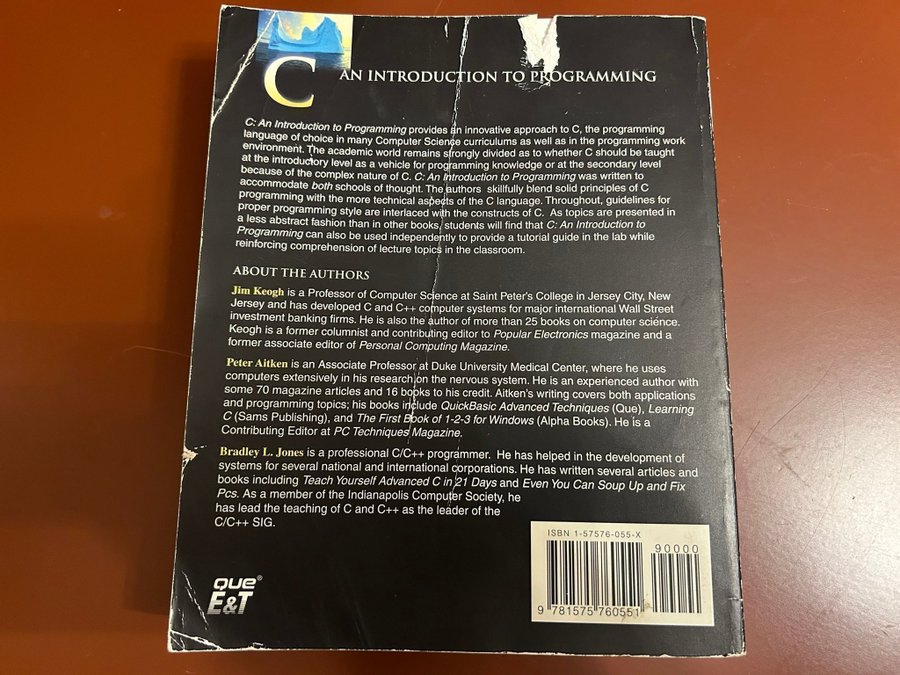 C AN INTRODUCTION TO PROGRAMMING
C: An Introduction to Programming provides an innovative approach to C, the programming
language of choice in many Computer Science curriculums as well as in the programming work
environment. The academic world remains strongly divided as to whether C should be taught
at the introductory level as a vehicle for programming knowledge or at the secondary level
because of the complex nature of C. C: An Introduction to Programming was written to
accommodate both schools of thought. The authors skillfully blend solid principles of C
programming with the more technical aspects of the C language. Throughout, guidelines for
proper programming style are interlaced with the constructs of C. As topics are presented in
a less abstract fashion than in other books, students will find that C: An Introduction to
Programming can also be used independently to provide a tutorial guide in the lab while
reinforcing comprehension of lecture topics in the classroom.
ABOUT THE AUTHORS
Jim Keogh is a Professor of Computer Science at Saint Peter's College in Jersey City, New
Jersey and has developed C and C++ computer systems for major international Wall Street
investment banking firms. He is also the author of more than 25 books on computer science.
Keogh is a former columnist and contributing editor to Popular Electronics magazine and a
former associate editor of Personal Computing Magazine.
Peter Aitken is an Associate Professor at Duke University Medical Center, where he uses
computers extensively in his research on the nervous system. He is an experienced author with
some 70 magazine articles and 16 books to his credit. Aitken's writing covers both applications
and programming topics; his books include QuickBasic Advanced Techniques (Que), Learning
C (Sams Publishing), and The First Book of 1-2-3 for Windows (Alpha Books). He is a
Contributing Editor at PC Techniques Magazine.
Bradley L. Jones is a professional C/C++ programmer. He has helped in the development of
systems for several national and international corporations. He has written several articles and
books including Teach Yourself Advanced C in 21 Days and Even You Can Soup Up and Fix
Pcs. As a member of the Indianapolis Computer Society, he
has lead the teaching of C and C++ as the leader of the
C/C++ SIG.
ISBN 1-57576-055-X
90000
9 781575 760551
que®
E&T